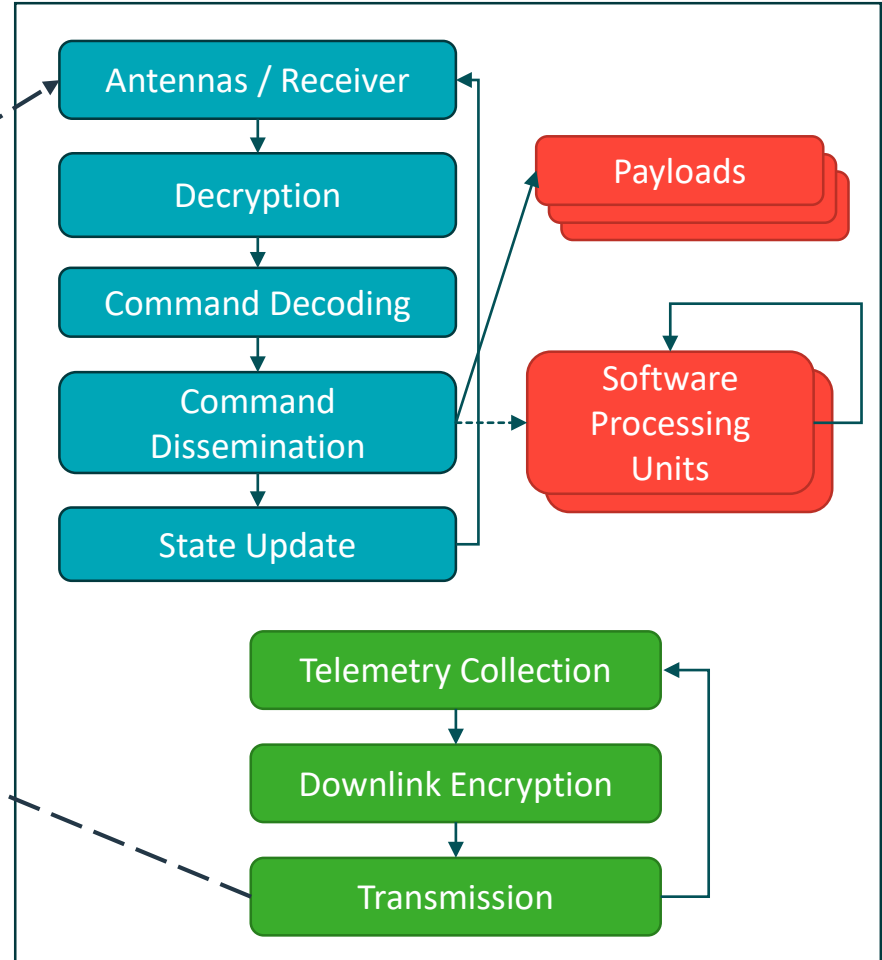 Antennas / Receiver
Decryption
Command Decoding
Command
Dissemination
State Update
Payloads
Software
Processing
Units
Telemetry Collection
Downlink Encryption
Transmission